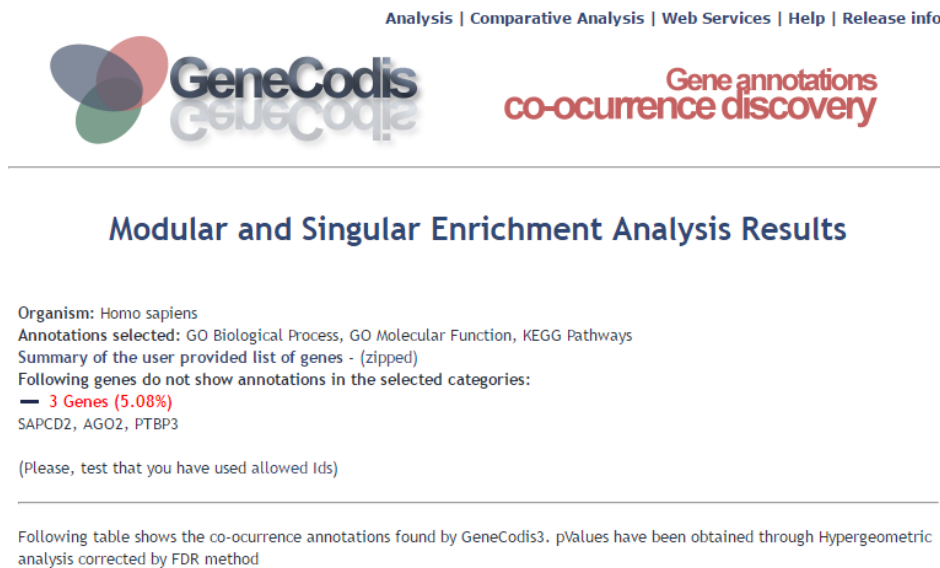 Analysis | Comparative Analysis | Web Services | Help | Release info
GeneCodis
Gene annotations
co-ocurrence discovery
Modular and Singular Enrichment Analysis Results
Organism: Homo sapiens
Annotations selected: GO Biological Process, GO Molecular Function, KEGG Pathways
Summary of the user provided list of genes - (zipped)
Following genes do not show annotations in the selected categories:
3 Genes (5.08%)
SAPCD2, AGO2, PTBP3
(Please, test that you have used allowed Ids)
Following table shows the co-ocurrence annotations found by GeneCodis3. pValues have been obtained through Hypergeometric
analysis corrected by FDR method